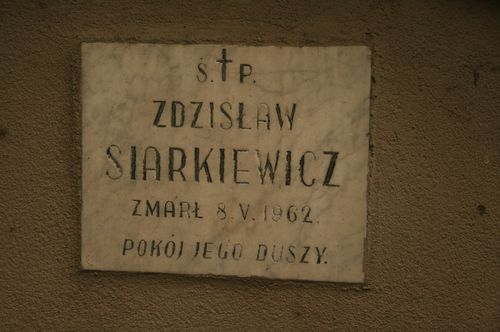 Ś.✝P.
ZDZISŁAW
SIARKIEWICZ
ZMARŁ 8.V.1962.
POKÓJ JEGO DUSZY.